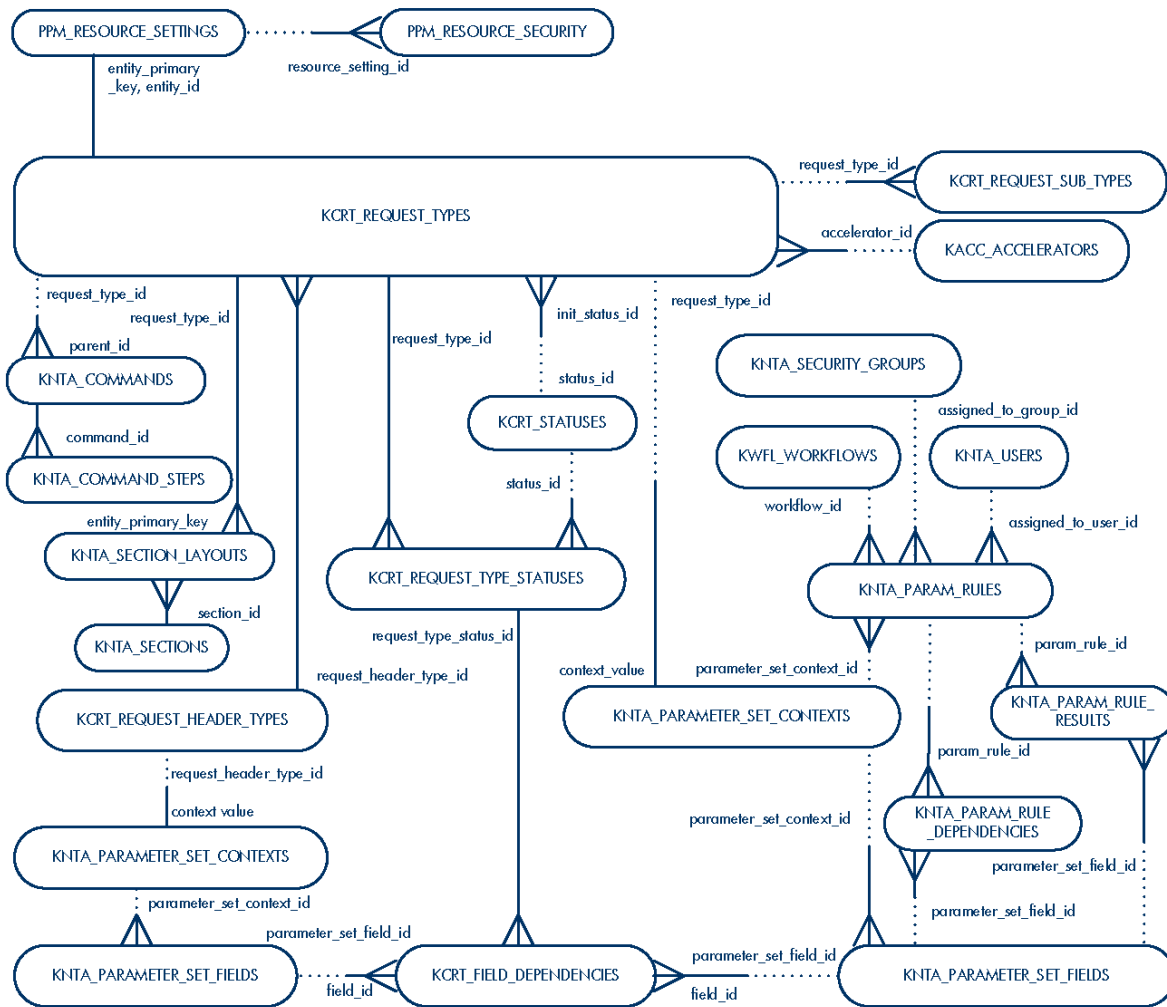 PPM_RESOURCE_SETTINGS
PPM_RESOURCE_SECURITY
entity_primary
_key, entity_id
resource_setting_id
request_type_id
KCRT_REQUEST_SUB_TYPES
KCRT_REQUEST_TYPES
accelerator_id
KACC_ACCELERATORS
request_type_id
request_type_id
init_status_id
request_type_id
request_type_id
parent_id
KNTA_COMMANDS
status_id
KNTA_SECURITY_GROUPS
KCRT_STATUSES
assigned_to_group_id
command_id
KNTA_COMMAND_STEPS
KWFL_WORKFLOWS
KNTA_USERS
status_id
workflow_id
entity_primary_key
assigned_to_user_id
KNTA_SECTION_LAYOUTS
KCRT_REQUEST_TYPE_STATUSES
KNTA_PARAM_RULES
section_id
KNTA_SECTIONS
request_type_status_id
param_rule_id
request_header_type_id
context_value
parameter_set_context_id
KCRT_REQUEST_HEADER_TYPES
KNTA_PARAMETER_SET_CONTEXTS
KNTA_PARAM_RULE_
RESULTS
param_rule_id
request_header_type_id
context value
parameter_set_context_id
KNTA_PARAM_RULE
_DEPENDENCIES
KNTA_PARAMETER_SET_CONTEXTS
parameter_set_field_id
parameter_set_context_id
parameter_set_field_id
parameter_set_field_id
parameter_set_field_id
KNTA_PARAMETER_SET_FIELDS
field_id
KCRT_FIELD_DEPENDENCIES
field_id
KNTA_PARAMETER_SET_FIELDS